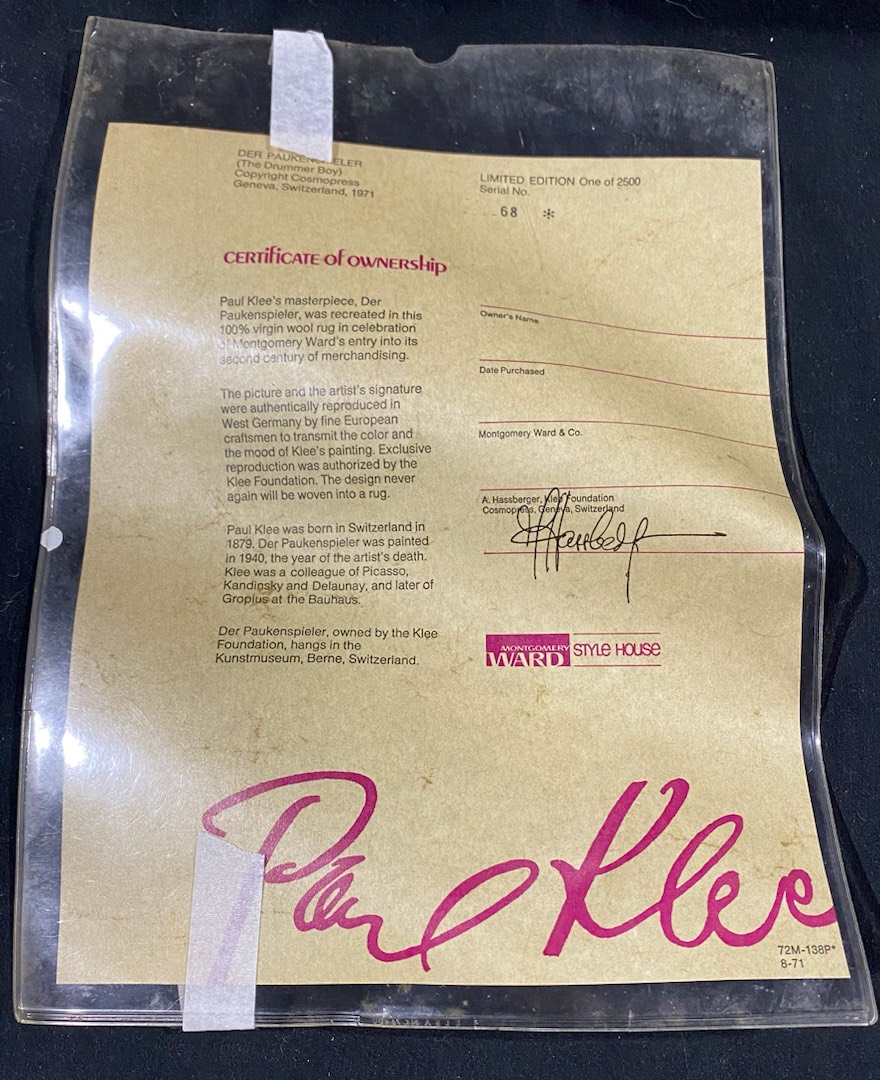 DER PAUKEN ELER
(The Drummer Boy)
Copyright Cosmopress
Geneva, Switzerland, 1971
LIMITED EDITION One of 2500
Serial No.
68 *
CERTIFICATE of OWNERSHIP
Paul Klee's masterpiece, Der
Paukenspieler, was recreated in this
100% virgin wool rug in celebration
of Montgomery Ward's entry into its
second century of merchandising.
The picture and the artist's signature
were authentically reproduced in
West Germany by fine European
craftsmen to transmit the color and
the mood of Klee's painting. Exclusive
reproduction was authorized by the
Klee Foundation. The design never
again will be woven into a rug.
Paul Klee was born in Switzerland in
1879. Der Paukenspieler was painted
in 1940, the year of the artist's death.
Klee was a colleague of Picasso,
Kandinsky and Delaunay, and later of
Gropius at the Bauhaus.
Der Paukenspieler, owned by the Klee
Foundation, hangs in the
Kunstmuseum, Berne, Switzerland.
Owner's Name
Date Purchased
Montgomery Ward & Co.
A. Hassberger, Klee Foundation
Cosmopress, Geneva, Switzerland
MONTGOMERY
WARD STYLE HOUSE
Paul Klee
72M-138P*
8-71